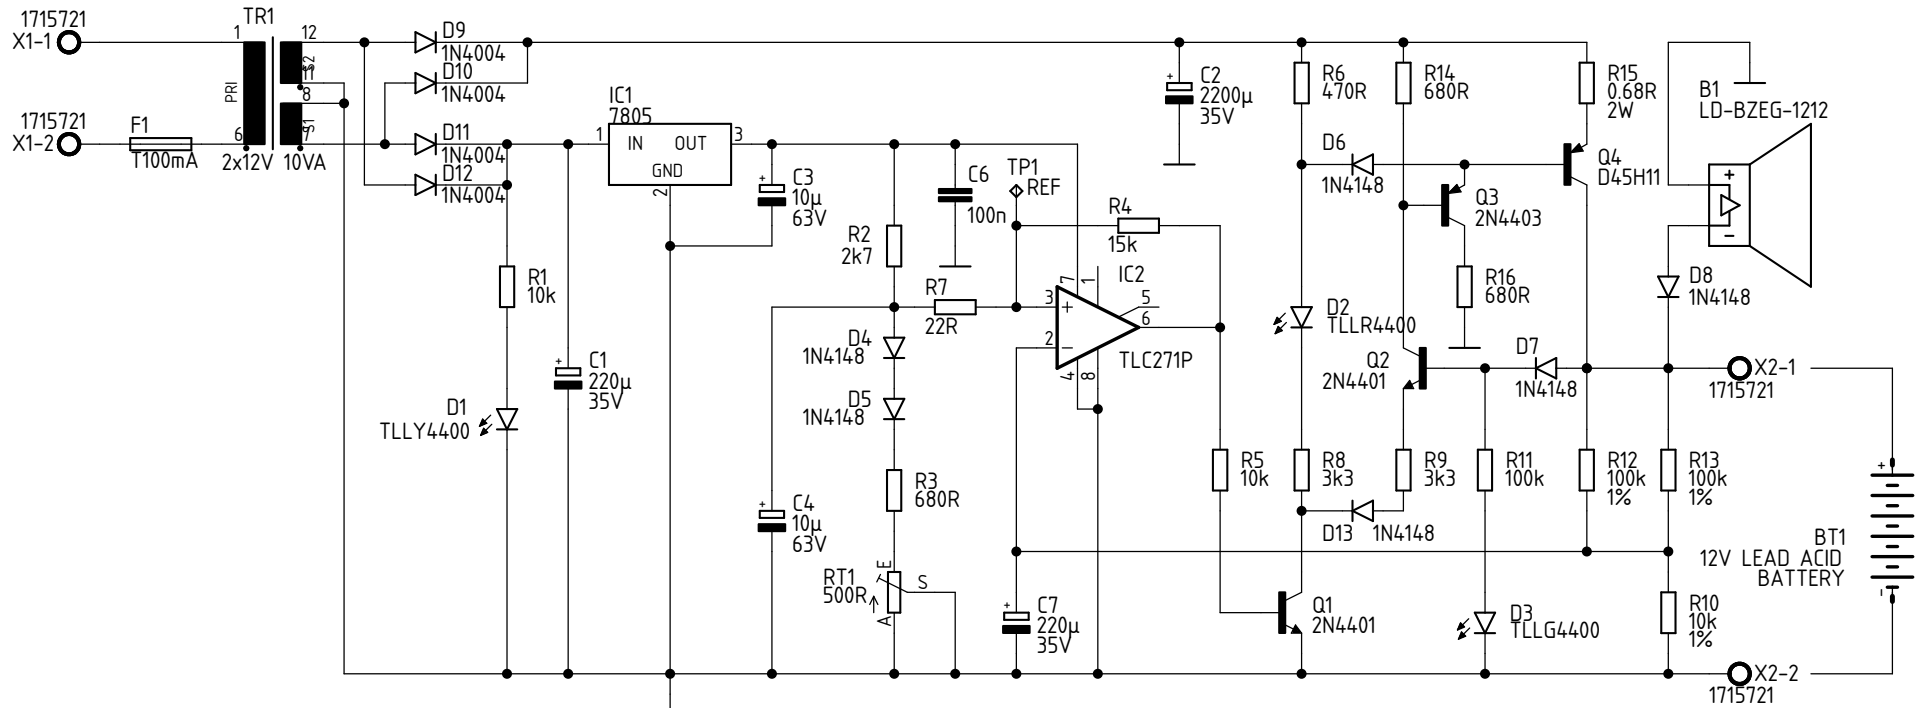 1715721
X1-1
1715721
X1-2
F1
T100mA
TR1
1
6
PRI
12
S2
11
8
S1
7
2x12V
10VA
D9
1N4004
D10
1N4004
D11
1N4004
D12
1N4004
IC1
7805
1
IN
OUT
3
GND
2
R1
10k
D1
TLLY4400
C1
220µ
35V
+
C3
10µ
63V
+
R2
2k7
C6
100n
TP1
REF
R4
15k
R7
22R
D4
1N4148
D5
1N4148
R3
680R
C4
10µ
63V
+
RT1
500R
E
S
A
IC2
TLC271P
7
1
3
+
5
6
2
−
4
8
C7
220µ
35V
+
C2
2200µ
35V
+
R6
470R
R14
680R
R15
0.68R
2W
B1
LD-BZEG-1212
+
−
D6
1N4148
Q4
D45H11
Q3
2N4403
R16
680R
D8
1N4148
D2
TLLR4400
Q2
2N4401
D7
1N4148
X2-1
1715721
R5
10k
R8
3k3
R9
3k3
R11
100k
R12
100k
1%
R13
100k
1%
D13
1N4148
+
BT1
12V LEAD ACID
BATTERY
-
Q1
2N4401
D3
TLLG4400
R10
10k
1%
X2-2
1715721